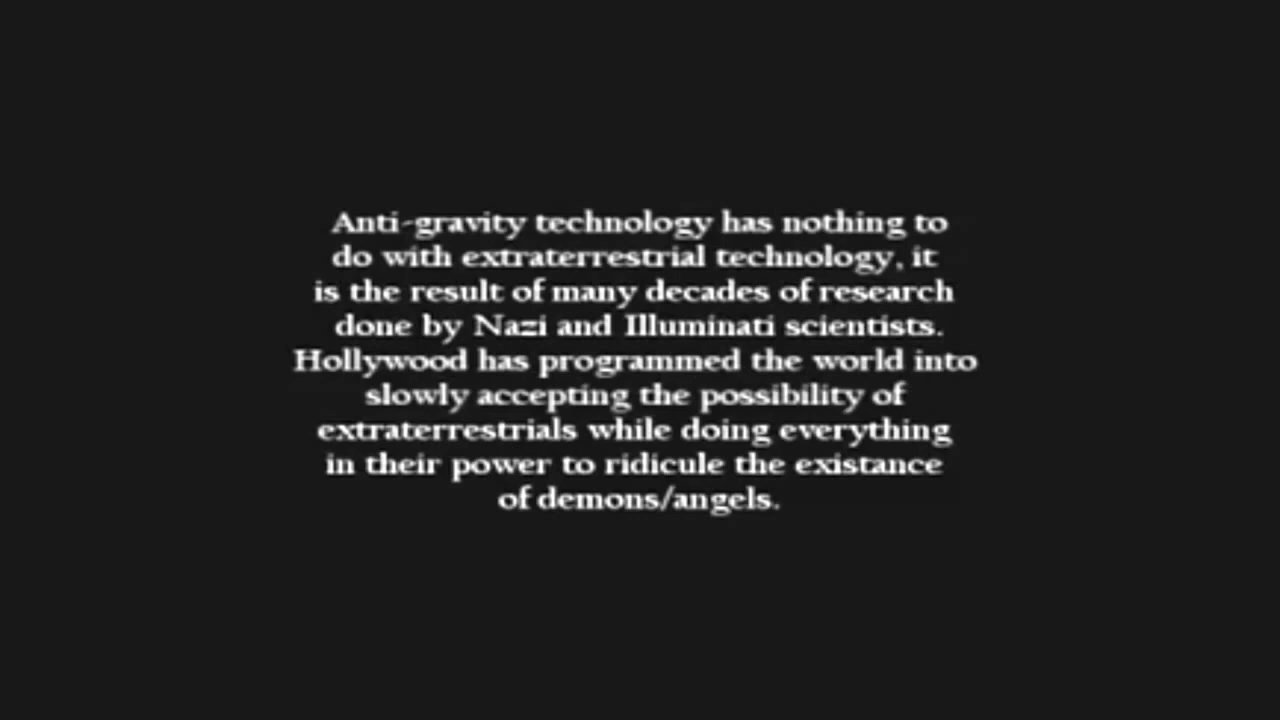 Anti-gravity technology has nothing to
do with extraterrestrial technology, it
is the result of many decades of research
done by Nazi and Illuminati scientists.
Hollywood has programmed the world into
slowly accepting the possibility of
extraterrestrials while doing everything
in their power to ridicule the existance
of demons/angels.